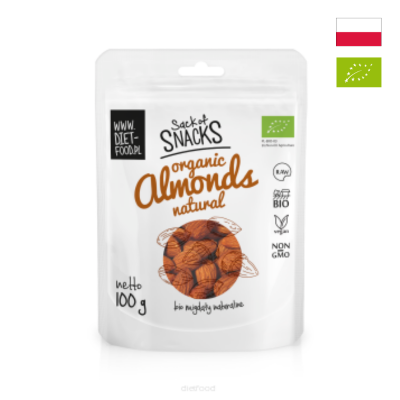 WWW.
DIET-
FOOD.PL
Sack of
SNACKS
organic
Almonds
natural
RAW
BIO
vegan
NON
GMO
netto
100 g
bio migdały naturalne
dietfood